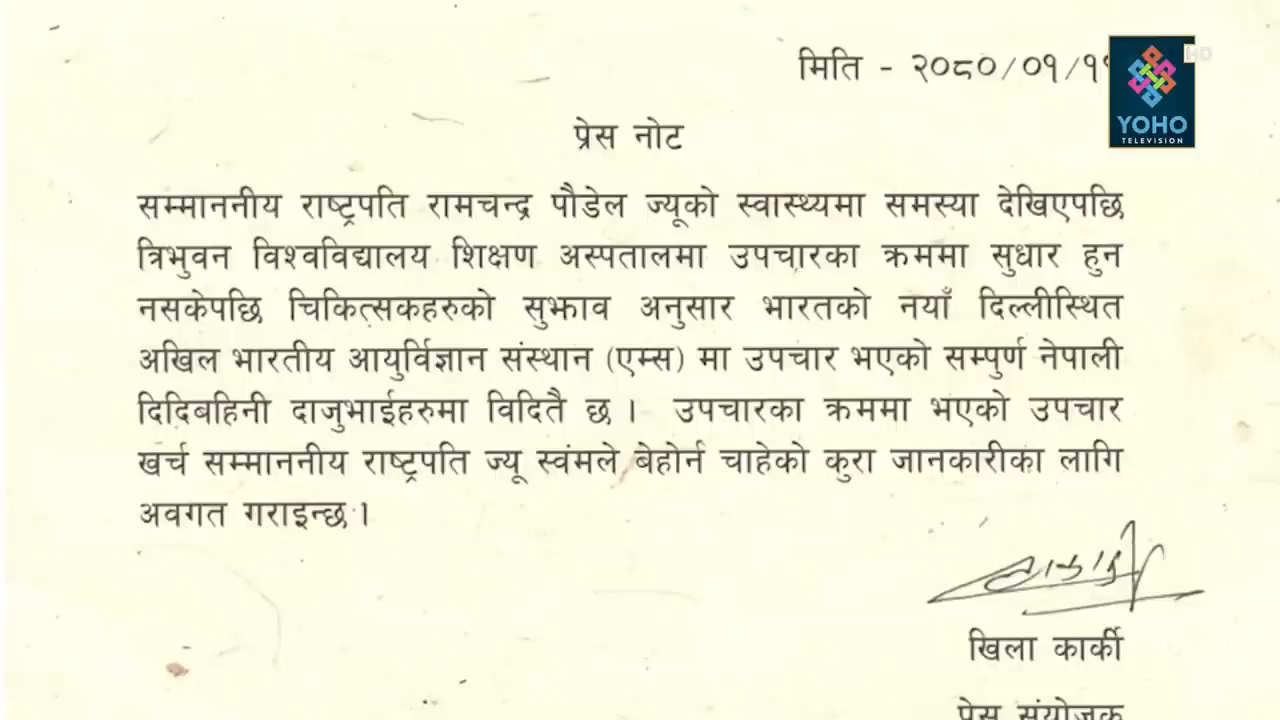 मिति - २०८०/०१/१
HD
YOHO
TELEVISION
प्रेस नोट
सम्माननीय राष्ट्रपति रामचन्द्र पौडेल ज्यूको स्वास्थ्यमा समस्या देखिएपछि
त्रिभुवन विश्वविद्यालय शिक्षण अस्पतालमा उपचारका क्रममा सुधार हुन
नसकेपछि चिकित्सकहरुको सुझाव अनुसार भारतको नयाँ दिल्लीस्थित
अखिल भारतीय आयुर्विज्ञान संस्थान (एम्स) मा उपचार भएको सम्पुर्ण नेपाली
दिदिबहिनी दाजुभाईहरुमा विदितै छ । उपचारका क्रममा भएको उपचार
खर्च सम्माननीय राष्ट्रपति ज्यू स्वंमले बेहोर्न चाहेको कुरा जानकारीका लागि
अवगत गराइन्छ ।
खिला कार्की
प्रेस संयोजक